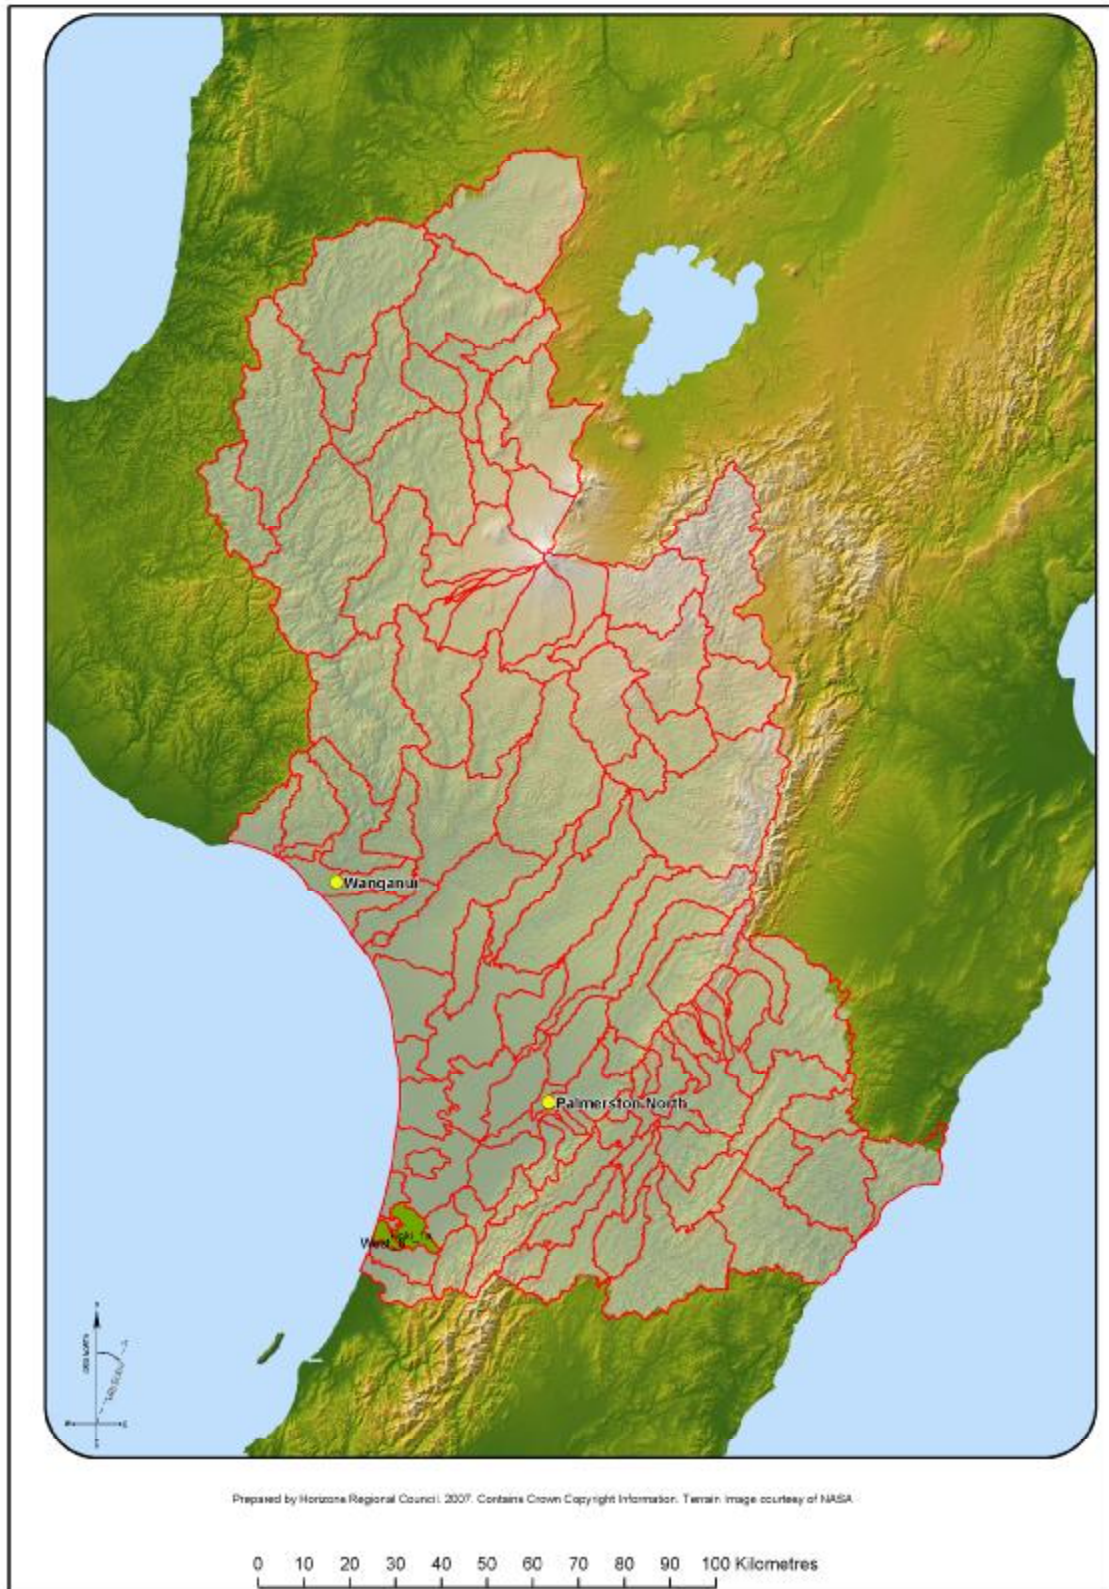 Wanganui
Palmerston North
Prepared by Horizons Regional Council. 2007. Contains Crown Copyright Information. Terrain Image courtesy of NASA
0 10 20 30 40 50 60 70 80 90 100 Kilometres